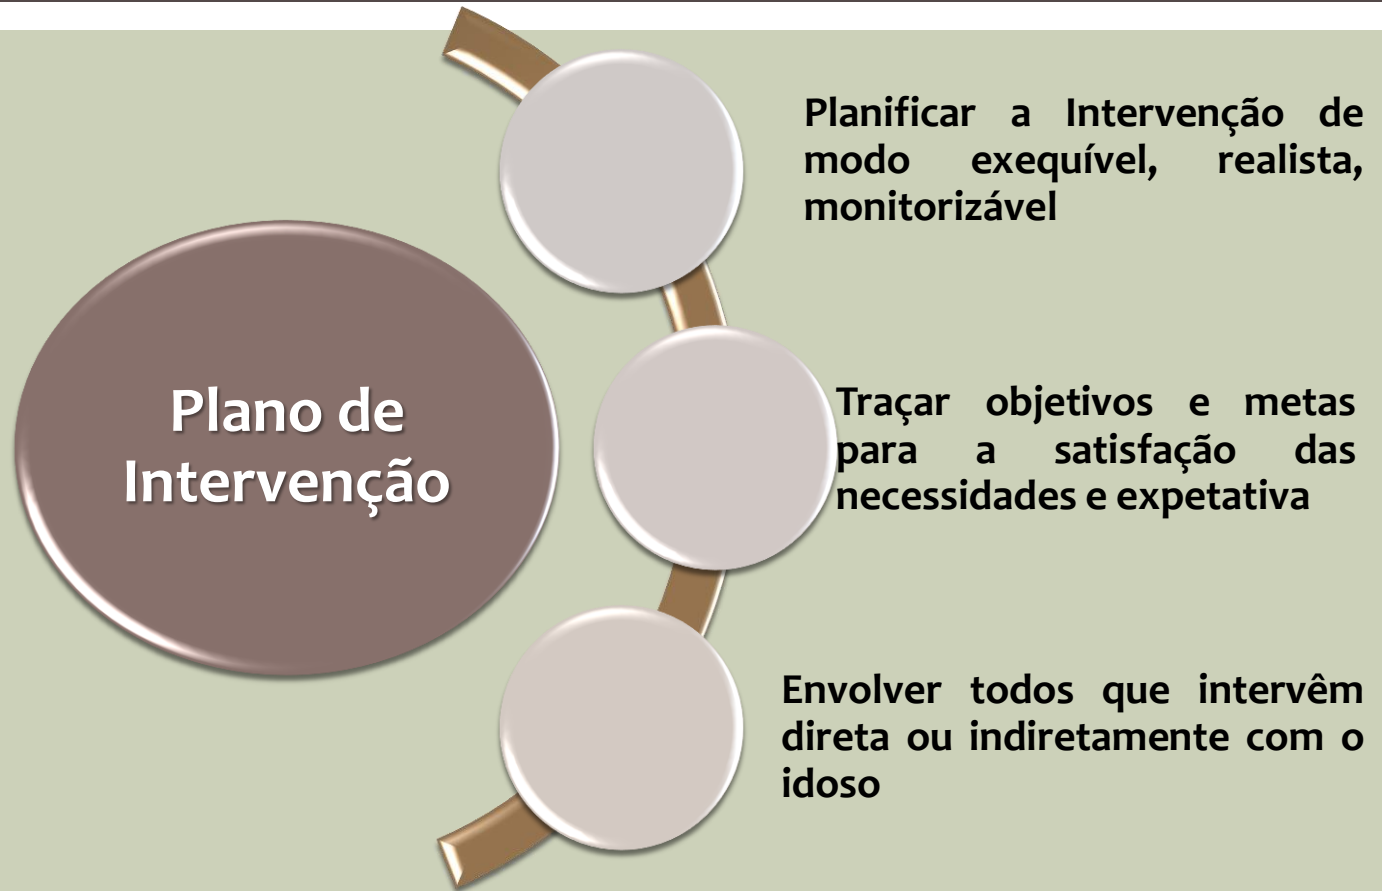 Plano de
Intervenção
Planificar a Intervenção de
modo exequível, realista,
monitorizável
Traçar objetivos e metas
para a satisfação das
necessidades e expetativa
Envolver todos que intervêm
direta ou indiretamente com o
idoso